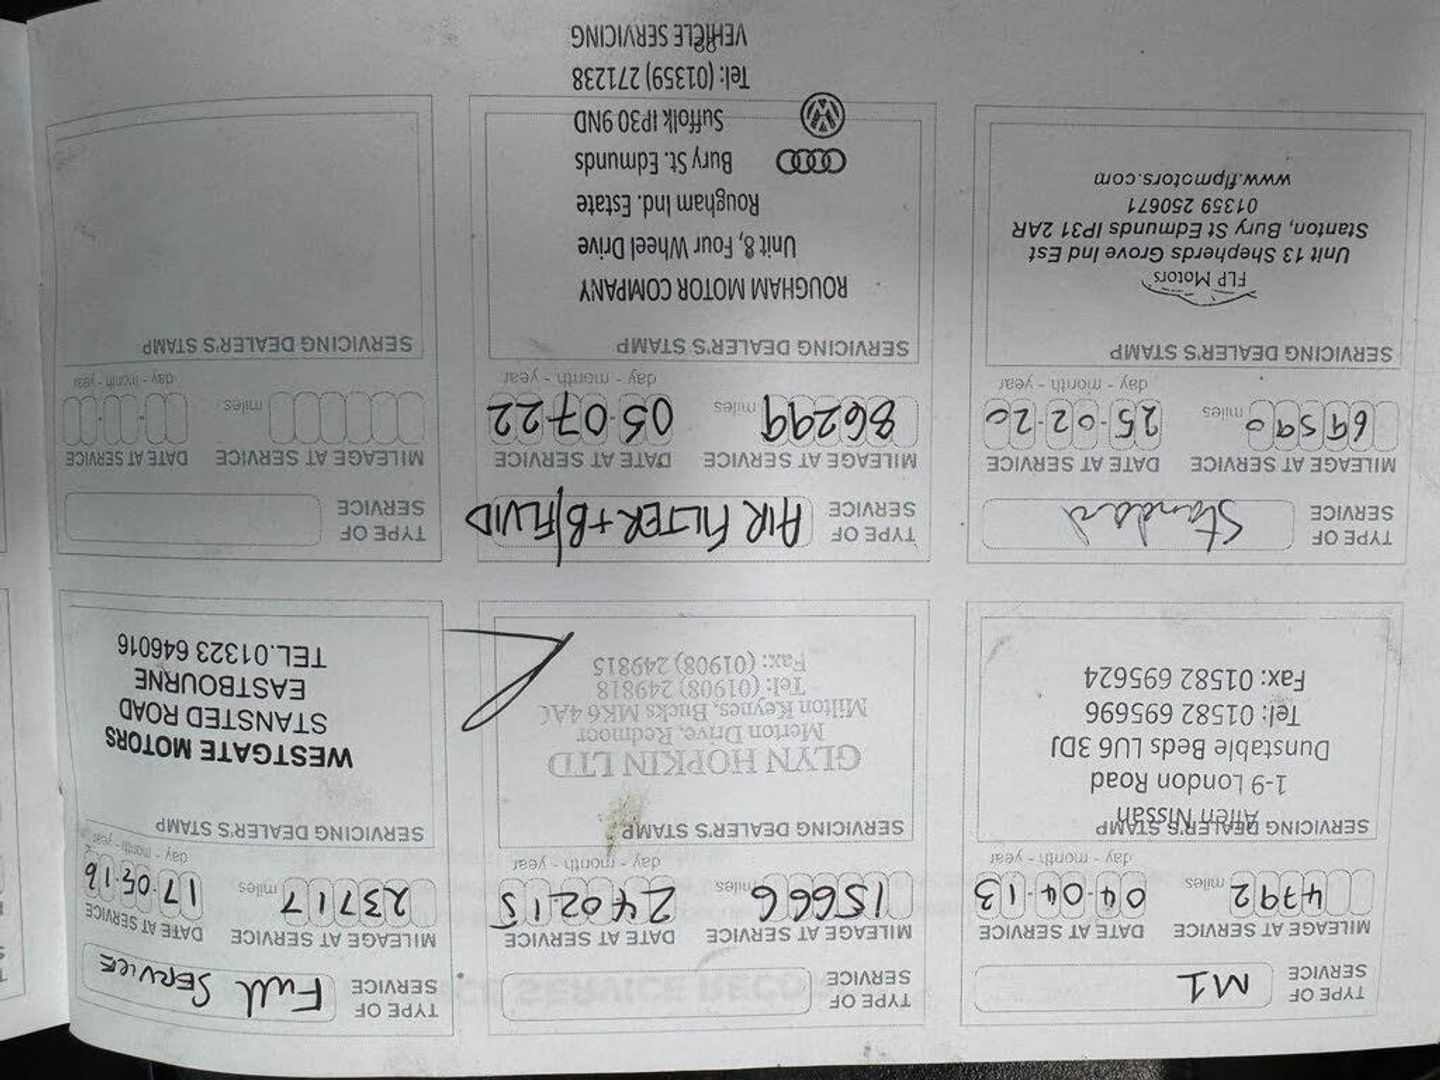 TYPE OF
SERVICE
M1
MILEAGE AT SERVICE
DATE AT SERVICE
4792 miles
04-04-13
day - month - year
SERVICING DEALER'S STAMP
Allen Nissan
1-9 London Road
Dunstable Beds LU6 3DJ
Tel: 01582 695696
Fax: 01582 695624
TYPE OF
SERVICE
MILEAGE AT SERVICE
DATE AT SERVICE
15666 miles
240215
day - month - year
SERVICING DEALER'S STAMP
GLYN HOPKIN LTD
Merton Drive, Redmoor
Milton Keynes, Bucks MK6 4AG
Tel: (01908) 249818
Fax: (01908) 249815
TYPE OF
SERVICE
Full SERVICE
MILEAGE AT SERVICE
DATE AT SERVICE
23717 miles
17-05-16
day - month - year
SERVICING DEALER'S STAMP
WESTGATE MOTORS
STANSTED ROAD
EASTBOURNE
TEL.01323 646016
TYPE OF
SERVICE
Standard
MILEAGE AT SERVICE
DATE AT SERVICE
69590 miles
25-02-20
day - month - year
SERVICING DEALER'S STAMP
FLP Motors
Unit 13 Shepherds Grove Ind Est
Stanton, Bury St Edmunds IP31 2AR
01359 250671
www.flpmotors.com
TYPE OF
SERVICE
AIR FILTER + B/FLUID
MILEAGE AT SERVICE
DATE AT SERVICE
86299 miles
05-07-22
day - month - year
SERVICING DEALER'S STAMP
ROUGHAM MOTOR COMPANY
Unit 8, Four Wheel Drive
Rougham Ind. Estate
Bury St. Edmunds
Suffolk IP30 9ND
Tel: (01359) 271238
VEHICLE SERVICING
TYPE OF
SERVICE
MILEAGE AT SERVICE
DATE AT SERVICE
miles
day - month - year
SERVICING DEALER'S STAMP